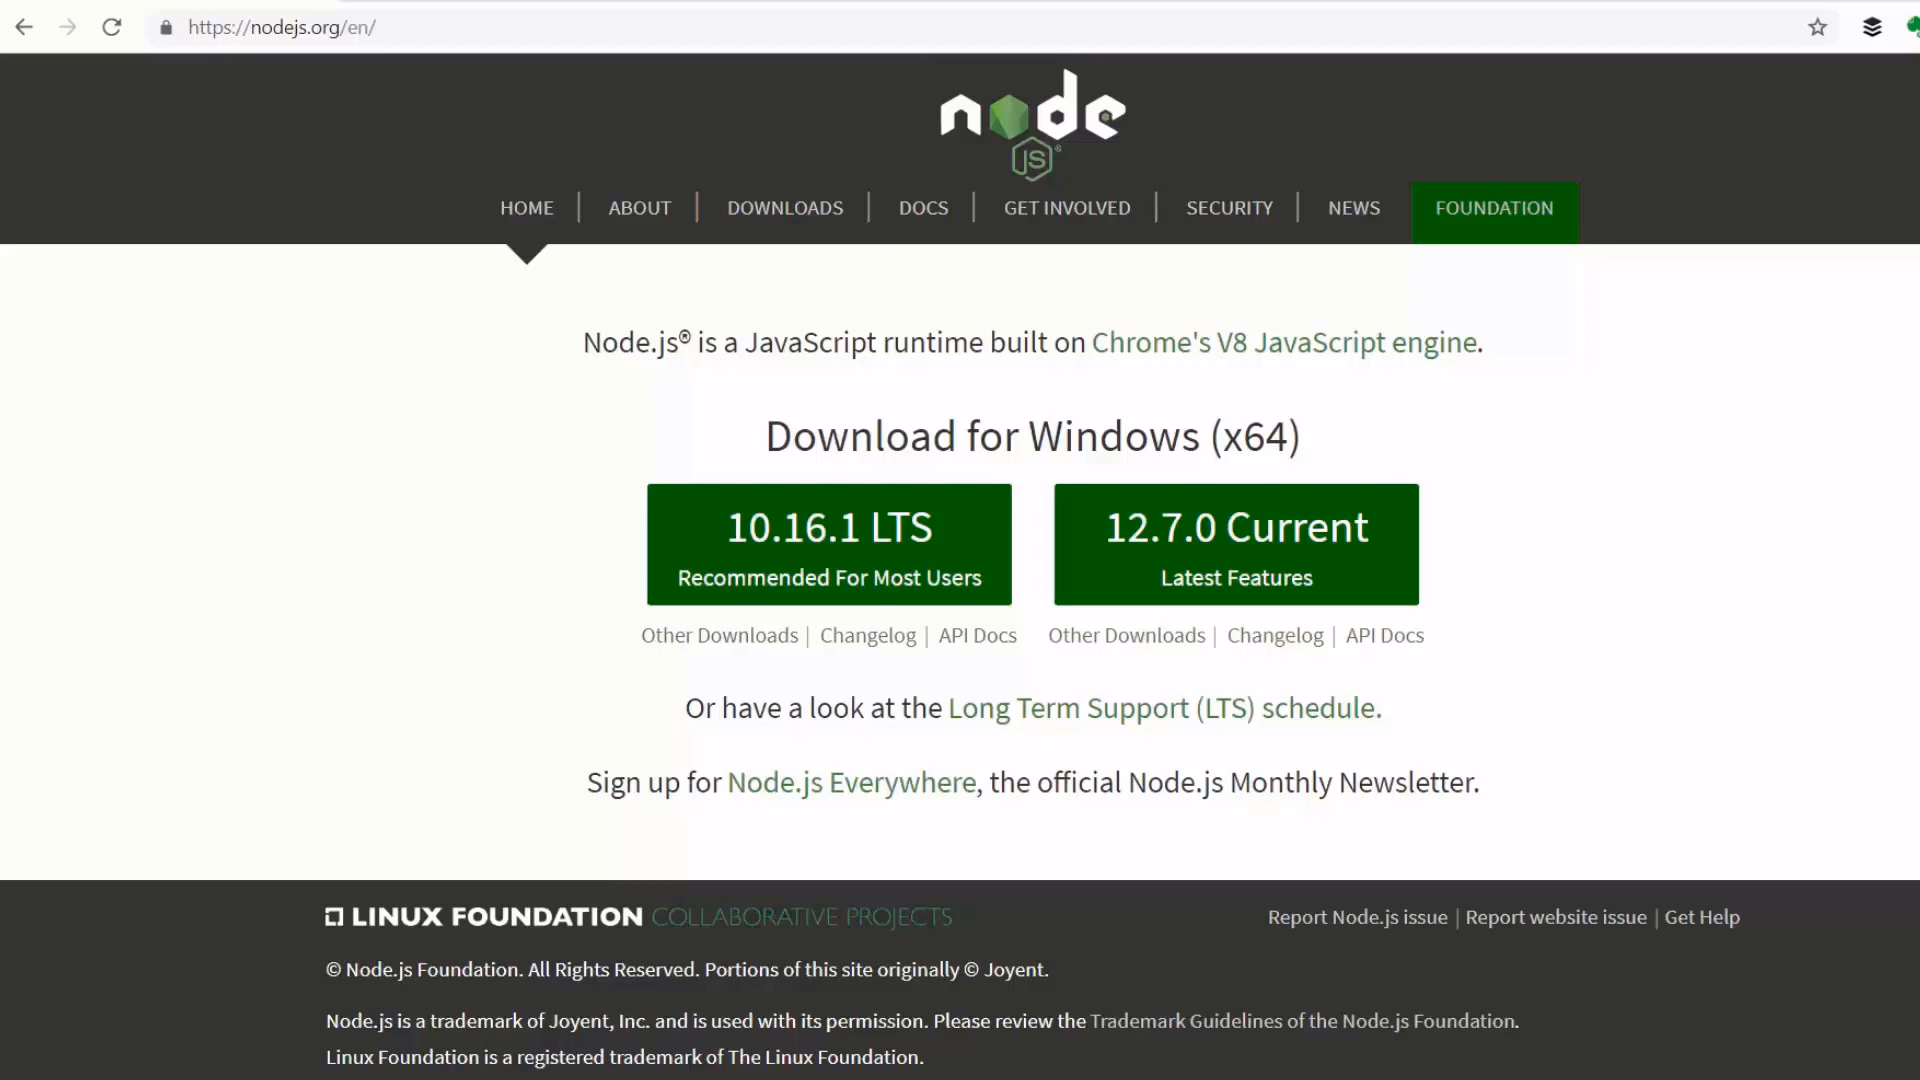 https://nodejs.org/en/
node
JS®
HOME | ABOUT | DOWNLOADS | DOCS | GET INVOLVED | SECURITY | NEWS FOUNDATION
Node.js® is a JavaScript runtime built on Chrome's V8 JavaScript engine.
Download for Windows (x64)
10.16.1 LTS
Recommended For Most Users
12.7.0 Current
Latest Features
Other Downloads | Changelog | API Docs
Other Downloads | Changelog | API Docs
Or have a look at the Long Term Support (LTS) schedule.
Sign up for Node.js Everywhere, the official Node.js Monthly Newsletter.
LINUX FOUNDATION COLLABORATIVE PROJECTS
Report Node.js issue | Report website issue | Get Help
© Node.js Foundation. All Rights Reserved. Portions of this site originally © Joyent.
Node.js is a trademark of Joyent, Inc. and is used with its permission. Please review the Trademark Guidelines of the Node.js Foundation.
Linux Foundation is a registered trademark of The Linux Foundation.